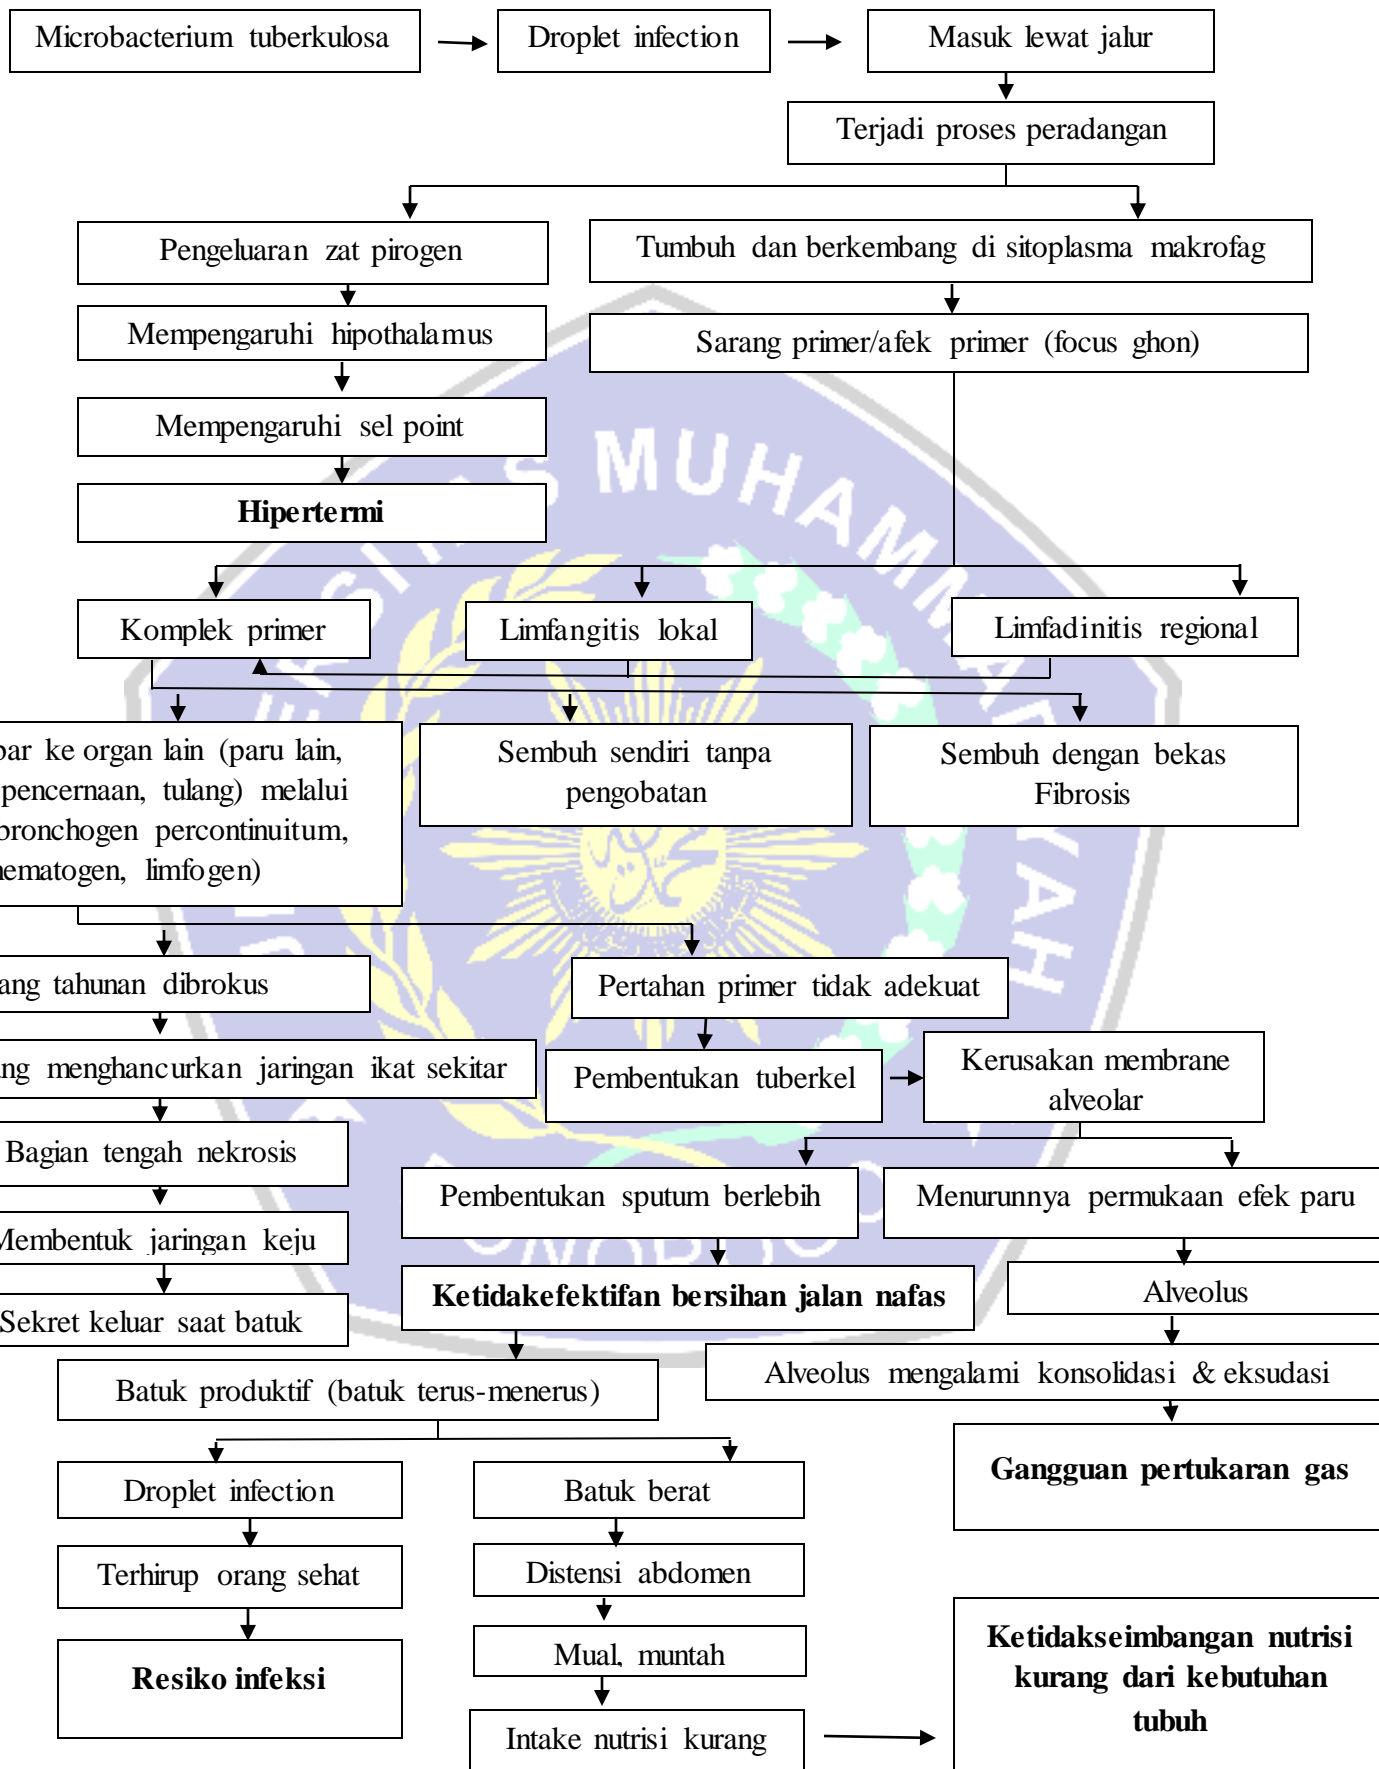 Microbacterium tuberkulosa
Droplet infection
Masuk lewat jalur
Terjadi proses peradangan
Pengeluaran zat pirogen
Tumbuh dan berkembang di sitoplasma makrofag
Mempengaruhi hipothalamus
Sarang primer/afek primer (focus ghon)
Mempengaruhi sel point
Hipertermi
MUHAMMADIYAH
Komplek primer
Limfangitis lokal
Limfadinitis regional
bar ke organ lain (paru lain,
pencernaan, tulang) melalui
bronchogen percontinuitum,
hematogen, limfogen)
Sembuh sendiri tanpa
pengobatan
Sembuh dengan bekas
Fibrosis
ang tahunan dibrokus
Pertahan primer tidak adekuat
ng menghancurkan jaringan ikat sekitar
Pembentukan tuberkel
Kerusakan membrane
alveolar
Bagian tengah nekrosis
Pembentukan sputum berlebih
Menurunnya permukaan efek paru
Membentuk jaringan keju
Ketidakefektifan bersihan jalan nafas
Alveolus
Sekret keluar saat batuk
Alveolus mengalami konsolidasi & eksudasi
Batuk produktif (batuk terus-menerus)
Gangguan pertukaran gas
Droplet infection
Batuk berat
Terhirup orang sehat
Distensi abdomen
Resiko infeksi
Mual, muntah
Ketidakseimbangan nutrisi
kurang dari kebutuhan
tubuh
Intake nutrisi kurang